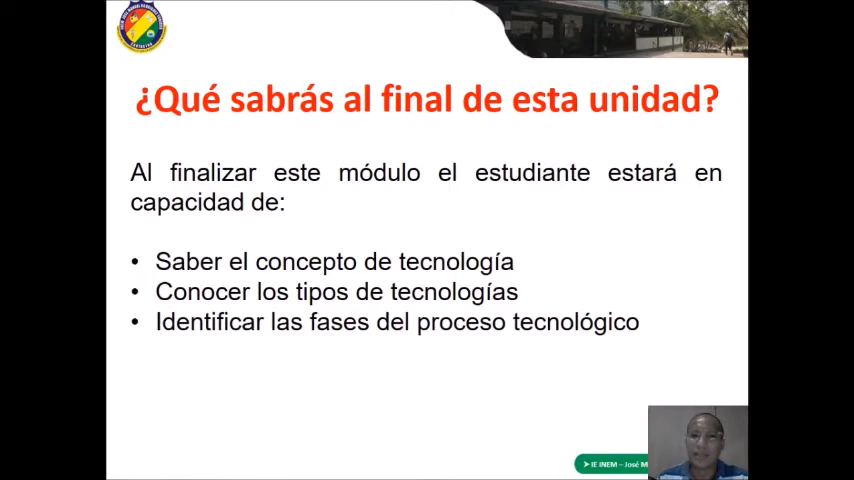 ¿Qué sabrás al final de esta unidad?
Al finalizar este módulo el estudiante estará en
capacidad de:
• Saber el concepto de tecnología
• Conocer los tipos de tecnologías
• Identificar las fases del proceso tecnológico
➤ IE INEM – José M